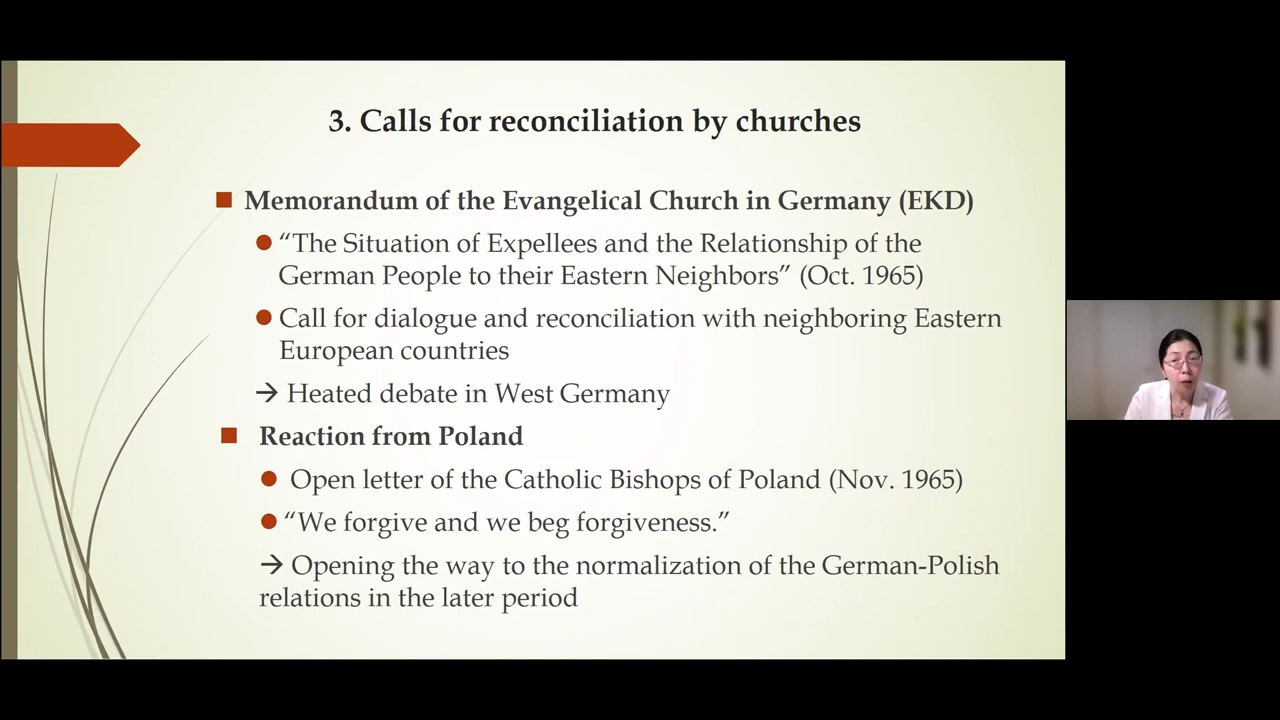 3. Calls for reconciliation by churches
Memorandum of the Evangelical Church in Germany (EKD)
“The Situation of Expellees and the Relationship of the
German People to their Eastern Neighbors” (Oct. 1965)
Call for dialogue and reconciliation with neighboring Eastern
European countries
→ Heated debate in West Germany
Reaction from Poland
Open letter of the Catholic Bishops of Poland (Nov. 1965)
“We forgive and we beg forgiveness.”
→ Opening the way to the normalization of the German-Polish
relations in the later period